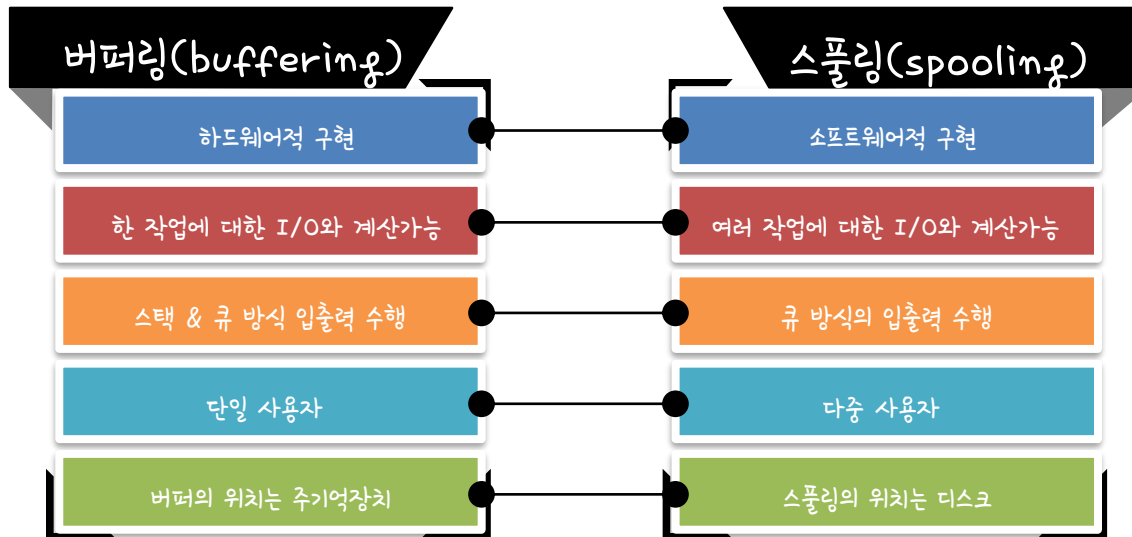 버퍼링(buffering)
스풀링(spooling)
하드웨어적 구현
소프트웨어적 구현
한 작업에 대한 I/O와 계산가능
여러 작업에 대한 I/O와 계산가능
스택 & 큐 방식 입출력 수행
큐 방식의 입출력 수행
단일 사용자
다중 사용자
버퍼의 위치는 주기억장치
스풀링의 위치는 디스크